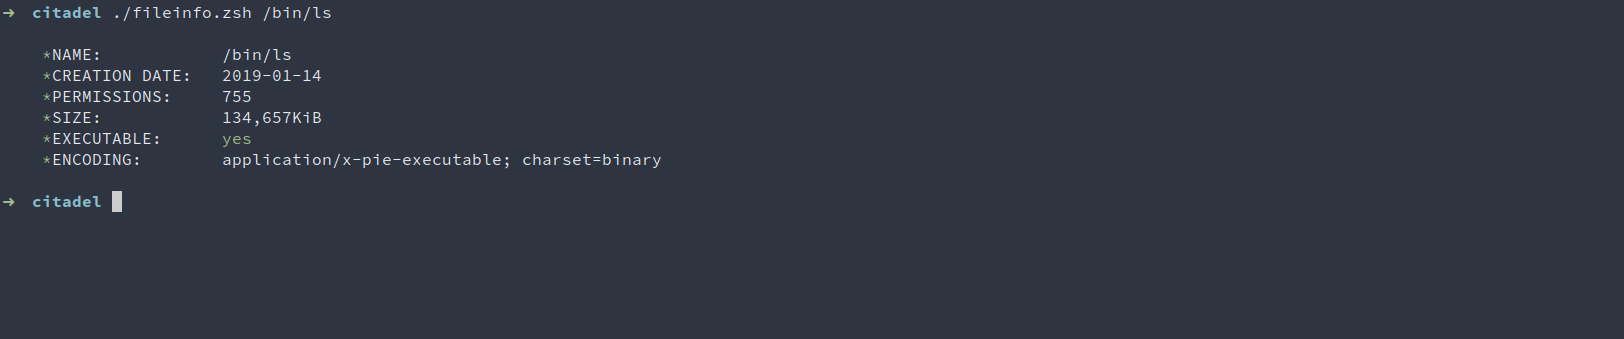 ➜ citadel ./fileinfo.zsh /bin/ls
*NAME: /bin/ls
*CREATION DATE: 2019-01-14
*PERMISSIONS: 755
*SIZE: 134,657KiB
*EXECUTABLE: yes
*ENCODING: application/x-pie-executable; charset=binary
➜ citadel